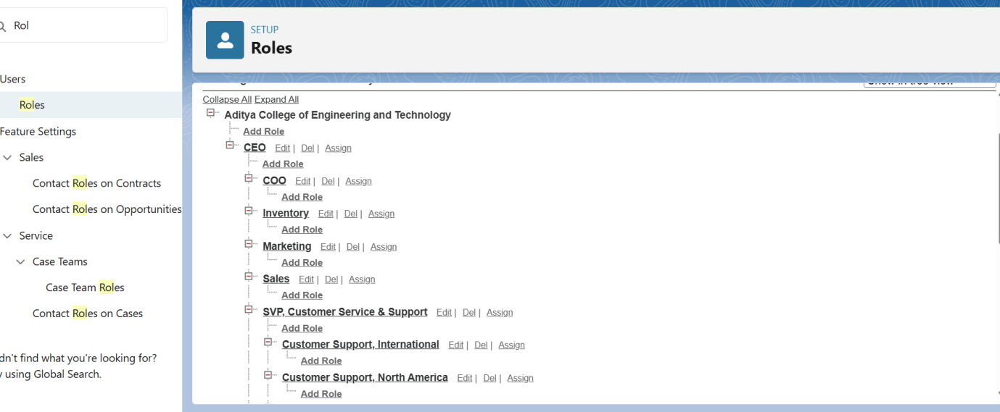 Rol
Users
Roles
Feature Settings
Sales
Contact Roles on Contracts
Contact Roles on Opportunities
Service
Case Teams
Case Team Roles
Contact Roles on Cases
dn't find what you're looking for?
y using Global Search.
SETUP
Roles
Collapse All Expand All
Aditya College of Engineering and Technology
Add Role
CEO Edit | Del | Assign
Add Role
COO Edit | Del | Assign
Add Role
Inventory Edit | Del | Assign
Add Role
Marketing Edit | Del | Assign
Add Role
Sales Edit | Del | Assign
Add Role
SVP, Customer Service & Support Edit | Del | Assign
Add Role
Customer Support, International Edit | Del | Assign
Add Role
Customer Support, North America Edit | Del | Assign
Add Role